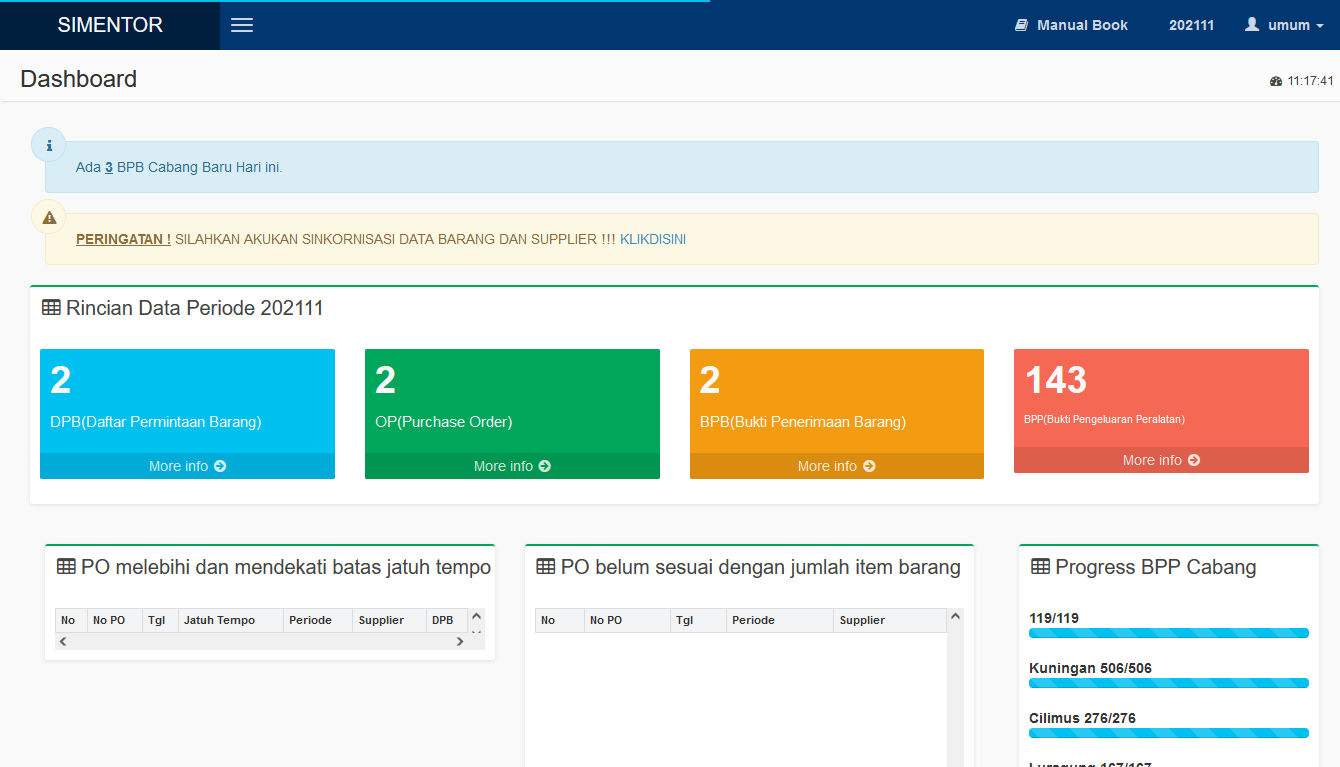 SIMENTOR
Manual Book
202111
umum
Dashboard
11:17:41
Ada 3 BPB Cabang Baru Hari ini.
PERINGATAN ! SILAHKAN AKUKAN SINKORNISASI DATA BARANG DAN SUPPLIER !!! KLIKDISINI
Rincian Data Periode 202111
2
DPB(Daftar Permintaan Barang)
More info
2
OP(Purchase Order)
More info
2
BPB(Bukti Penerimaan Barang)
More info
143
BPP(Bukti Pengeluaran Peralatan)
More info
PO melebihi dan mendekati batas jatuh tempo
No No PO Tgl Jatuh Tempo Periode Supplier DPB
PO belum sesuai dengan jumlah item barang
No No PO Tgl Periode Supplier
Progress BPP Cabang
119/119
Kuningan 506/506
Cilimus 276/276